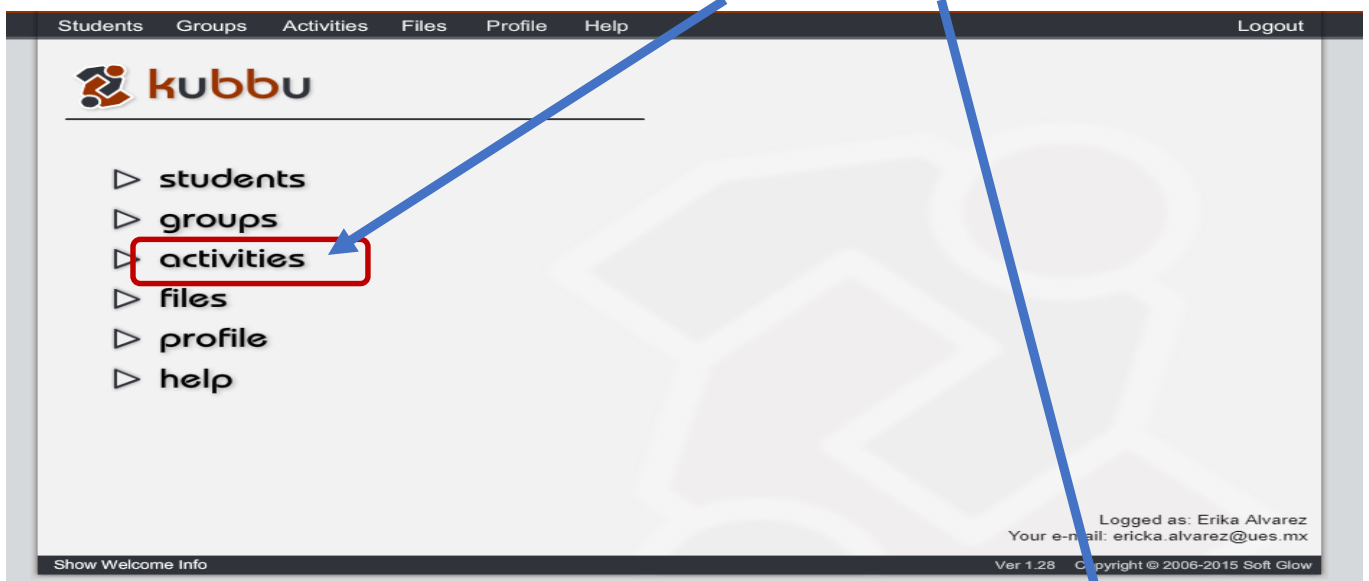 Students Groups Activities Files Profile Help Logout
kubbu
students
groups
activities
files
profile
help
Logged as: Erika Alvarez
Your e-mail: ericka.alvarez@ues.mx
Show Welcome Info Ver 1.28 Copyright © 2006-2015 Soft Glow